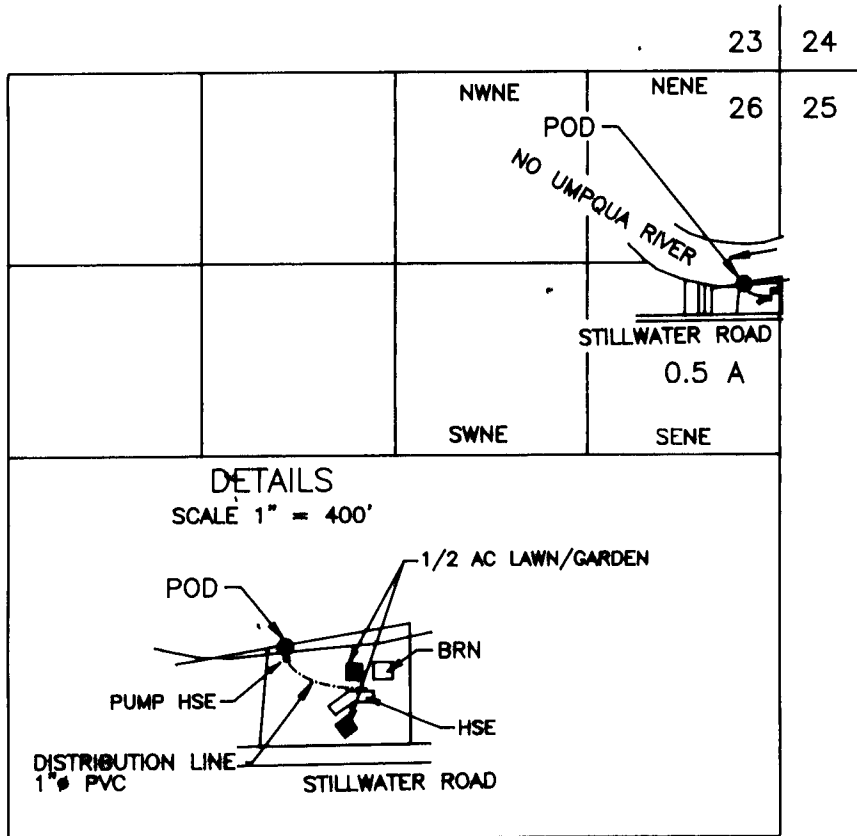 23 24
NWNE NENE 26 25
POD
NO UMPQUA RIVER
STILLWATER ROAD
0.5 A
SWNE SENE
DETAILS
SCALE 1" = 400'
1/2 AC LAWN/GARDEN
POD
BRN
PUMP HSE
HSE
DISTRIBUTION LINE
1"ø PVC STILLWATER ROAD